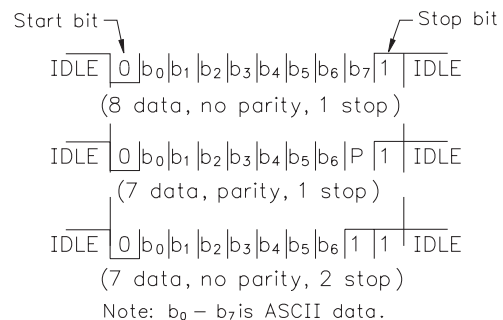 Start bit Stop bit
IDLE 0 b₀ b₁ b₂ b₃ b₄ b₅ b₆ b₇ 1 IDLE
(8 data, no parity, 1 stop)
IDLE 0 b₀ b₁ b₂ b₃ b₄ b₅ b₆ P 1 IDLE
(7 data, parity, 1 stop)
IDLE 0 b₀ b₁ b₂ b₃ b₄ b₅ b₆ 1 1 IDLE
(7 data, no parity, 2 stop)
Note: b₀ – b₇ is ASCII data.